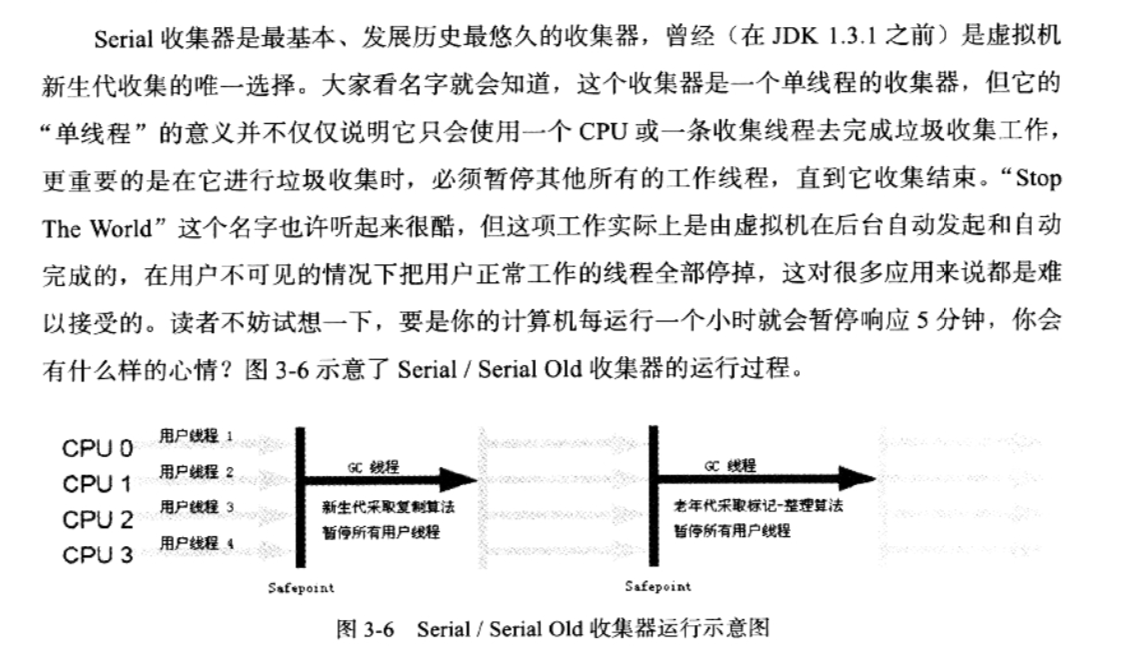 Serial 收集器是最基本、发展历史最悠久的收集器，曾经（在 JDK 1.3.1 之前）是虚拟机
新生代收集的唯一选择。大家看名字就会知道，这个收集器是一个单线程的收集器，但它的
“单线程”的意义并不仅仅说明它只会使用一个 CPU 或一条收集线程去完成垃圾收集工作，
更重要的是在它进行垃圾收集时，必须暂停其他所有的工作线程，直到它收集结束。“Stop
The World”这个名字也许听起来很酷，但这项工作实际上是由虚拟机在后台自动发起和自动
完成的，在用户不可见的情况下把用户正常工作的线程全部停掉，这对很多应用来说都是难
以接受的。读者不妨试想一下，要是你的计算机每运行一个小时就会暂停响应 5 分钟，你会
有什么样的心情？图 3-6 示意了 Serial / Serial Old 收集器的运行过程。
CPU 0 用户线程 1
CPU 1 用户线程 2
CPU 2 用户线程 3
CPU 3 用户线程 4
GC 线程
新生代采取复制算法
暂停所有用户线程
Safepoint
GC 线程
老年代采取标记-整理算法
暂停所有用户线程
Safepoint
图 3-6 Serial / Serial Old 收集器运行示意图